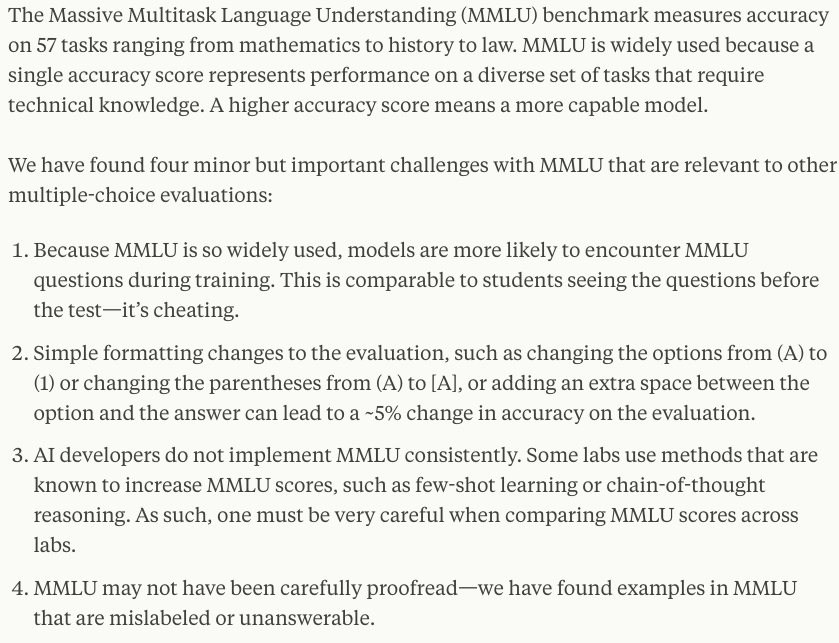 The Massive Multitask Language Understanding (MMLU) benchmark measures accuracy
on 57 tasks ranging from mathematics to history to law. MMLU is widely used because a
single accuracy score represents performance on a diverse set of tasks that require
technical knowledge. A higher accuracy score means a more capable model.
We have found four minor but important challenges with MMLU that are relevant to other
multiple-choice evaluations:
1. Because MMLU is so widely used, models are more likely to encounter MMLU
questions during training. This is comparable to students seeing the questions before
the test—it’s cheating.
2. Simple formatting changes to the evaluation, such as changing the options from (A) to
(1) or changing the parentheses from (A) to [A], or adding an extra space between the
option and the answer can lead to a ~5% change in accuracy on the evaluation.
3. AI developers do not implement MMLU consistently. Some labs use methods that are
known to increase MMLU scores, such as few-shot learning or chain-of-thought
reasoning. As such, one must be very careful when comparing MMLU scores across
labs.
4. MMLU may not have been carefully proofread—we have found examples in MMLU
that are mislabeled or unanswerable.